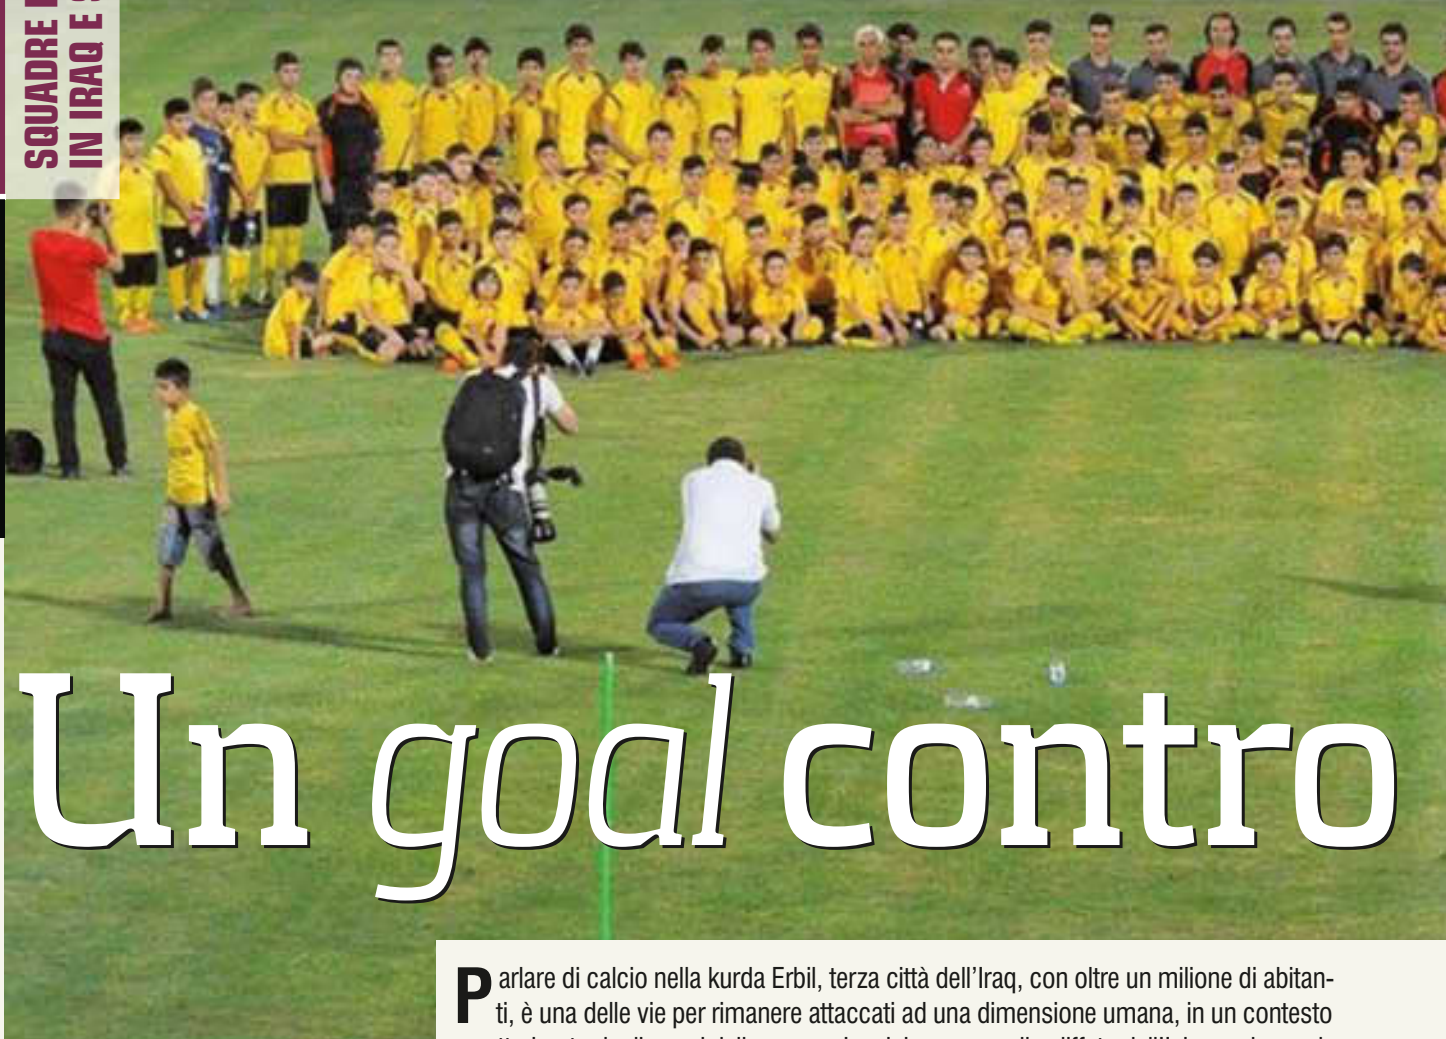 SQUADRE
IN IRAQ E
Un goal contro
Parlare di calcio nella kurda Erbil, terza città dell'Iraq, con oltre un milione di abitan-
ti, è una delle vie per rimanere attaccati ad una dimensione umana, in un contesto